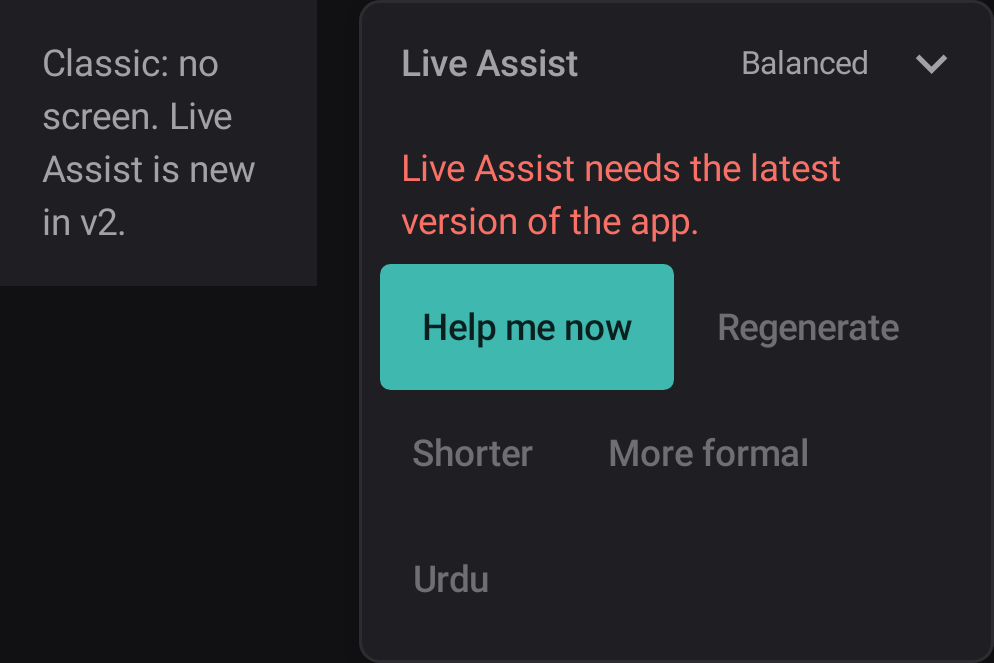 Classic: no
screen. Live
Assist is new
in v2.
Live Assist
Balanced
Live Assist needs the latest
version of the app.
Help me now
Regenerate
Shorter
More formal
Urdu